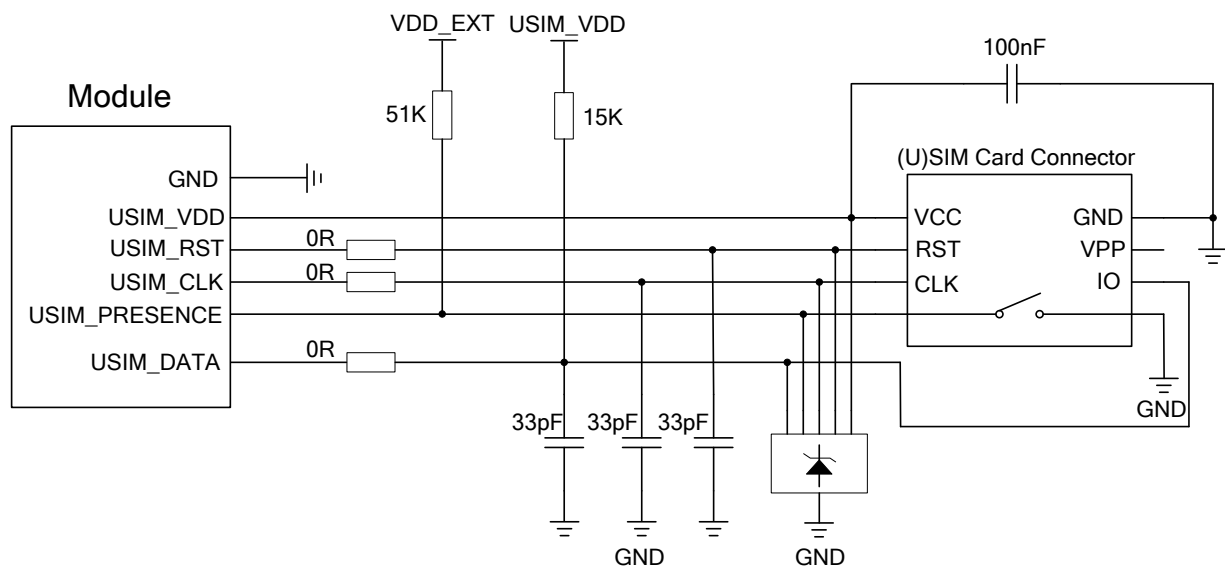 VDD_EXT USIM_VDD
100nF
Module
51K 15K
(U)SIM Card Connector
GND
USIM_VDD
USIM_RST 0R
USIM_CLK 0R
USIM_PRESENCE
USIM_DATA 0R
VCC GND
RST VPP
CLK IO
GND
33pF 33pF 33pF
GND GND